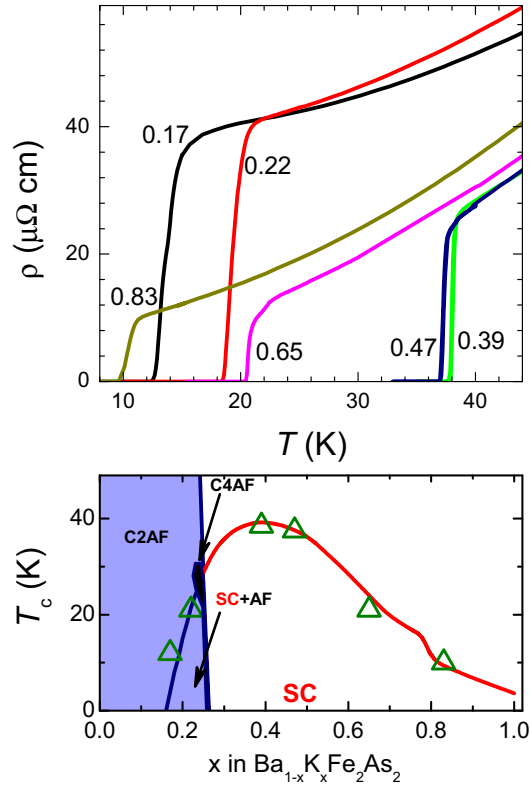 40
20
0
ρ (μΩ cm)
0.17
0.22
0.83
0.65
0.47
0.39
10
20
30
40
T (K)
40
20
0
T_c (K)
C2AF
C4AF
SC+AF
SC
0.0
0.2
0.4
0.6
0.8
1.0
x in Ba₁₋ₓKₓFe₂As₂